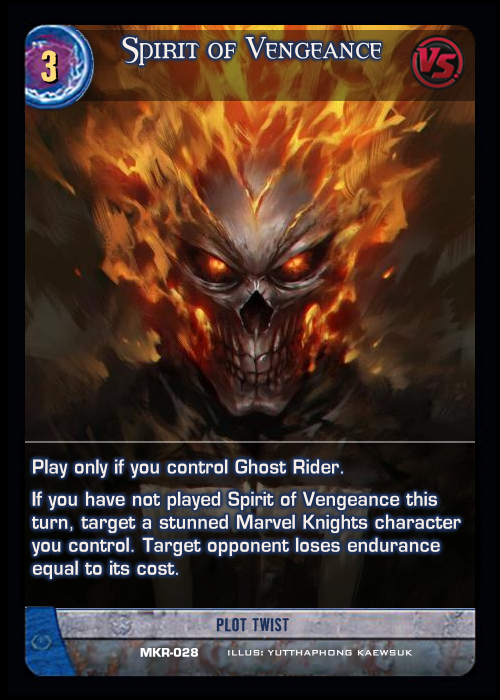 3
Spirit of Vengeance
VS
Play only if you control Ghost Rider.
If you have not played Spirit of Vengeance this
turn, target a stunned Marvel Knights character
you control. Target opponent loses endurance
equal to its cost.
PLOT TWIST
MKR-028 ILLUS: YUTTHAPHONG KAEWSUK